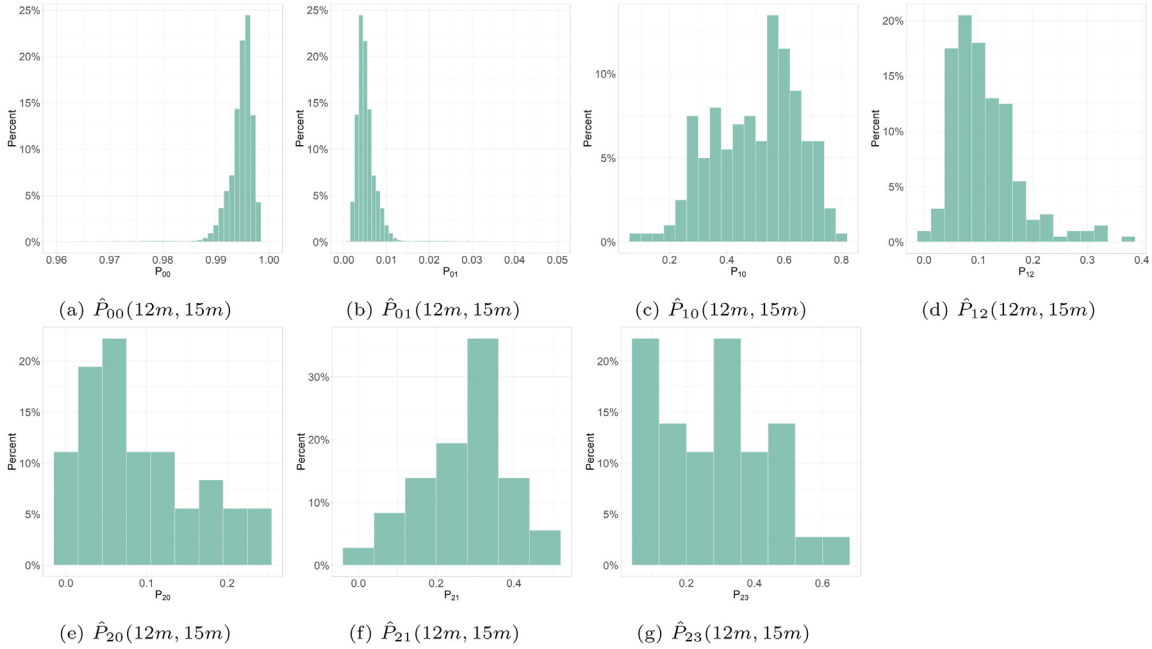 25%
20%
15%
10%
5%
0%
Percent
0.96 0.97 0.98 0.99 1.00
P00
(a) P̂00(12m, 15m)
25%
20%
15%
10%
5%
0%
Percent
0.00 0.01 0.02 0.03 0.04 0.05
P01
(b) P̂01(12m, 15m)
10%
5%
0%
Percent
0.2 0.4 0.6 0.8
P10
(c) P̂10(12m, 15m)
20%
15%
10%
5%
0%
Percent
0.0 0.1 0.2 0.3 0.4
P12
(d) P̂12(12m, 15m)
20%
15%
10%
5%
0%
Percent
0.0 0.1 0.2
P20
(e) P̂20(12m, 15m)
30%
20%
10%
0%
Percent
0.0 0.2 0.4
P21
(f) P̂21(12m, 15m)
20%
15%
10%
5%
0%
Percent
0.2 0.4 0.6
P23
(g) P̂23(12m, 15m)